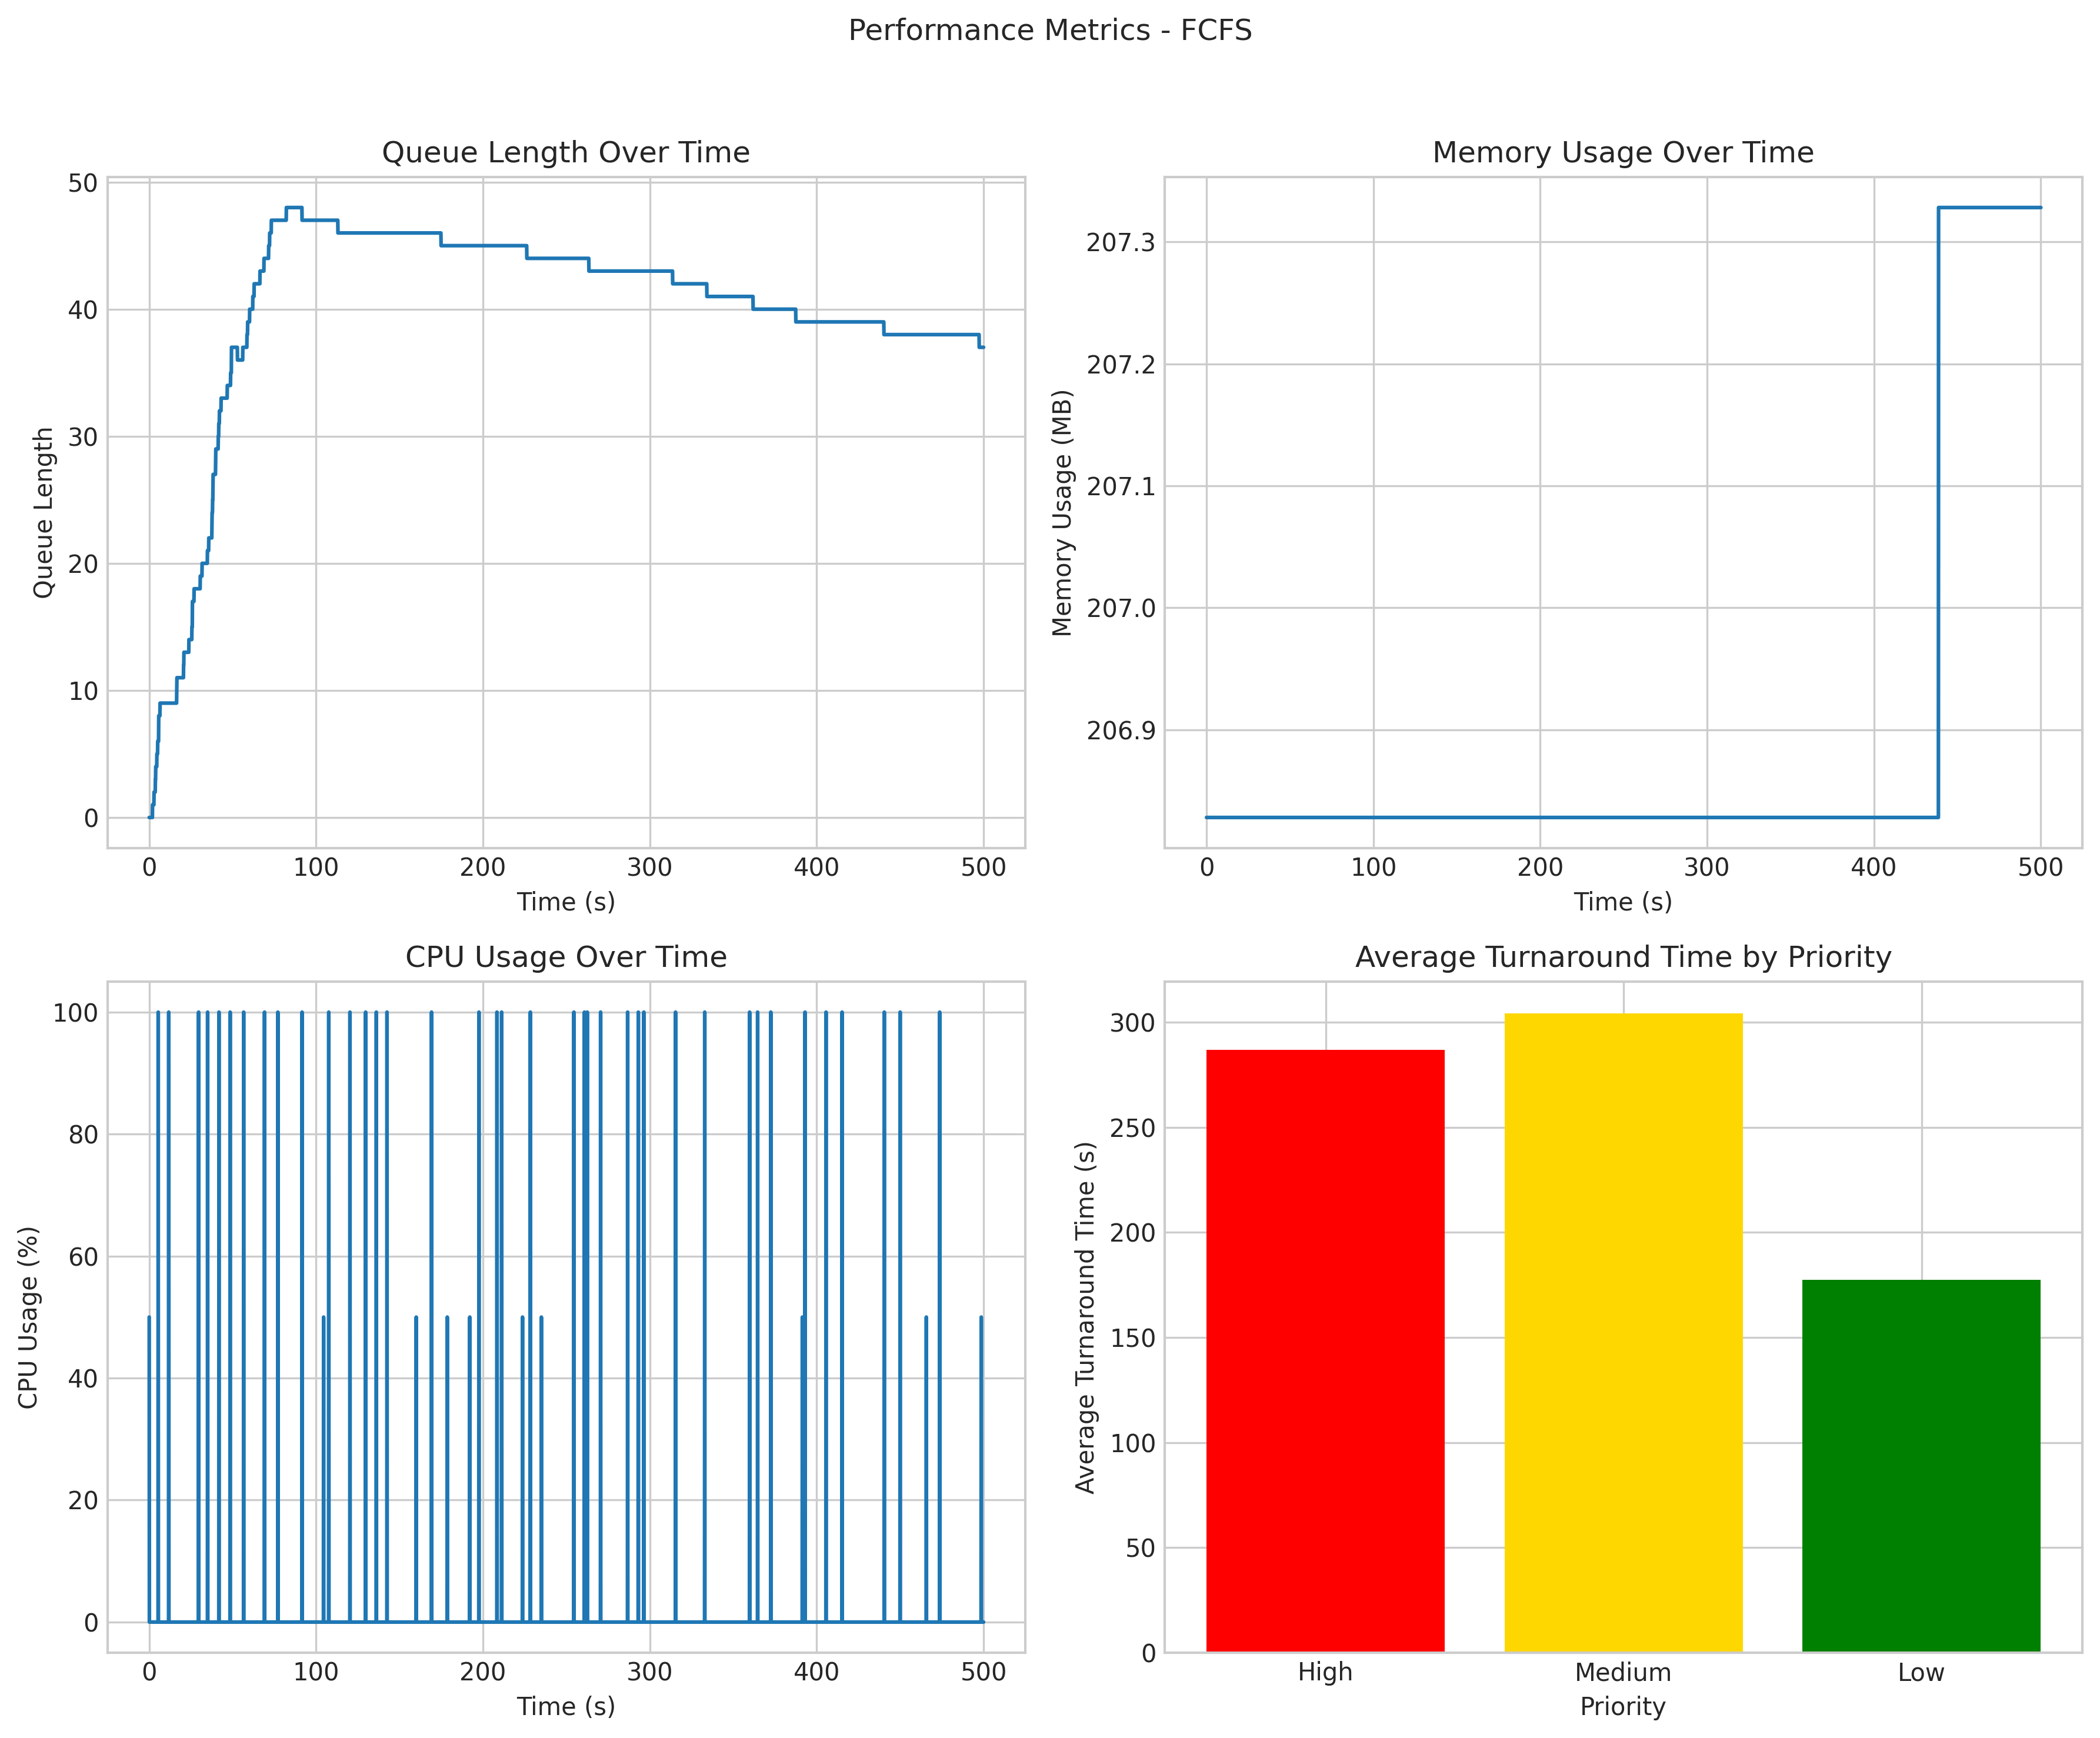 Performance Metrics - FCFS
Queue Length Over Time
50
40
30
20
10
0
Queue Length
0 100 200 300 400 500
Time (s)
Memory Usage Over Time
207.3
207.2
207.1
207.0
206.9
Memory Usage (MB)
0 100 200 300 400 500
Time (s)
CPU Usage Over Time
100
80
60
40
20
0
CPU Usage (%)
0 100 200 300 400 500
Time (s)
Average Turnaround Time by Priority
300
250
200
150
100
50
0
Average Turnaround Time (s)
High Medium Low
Priority